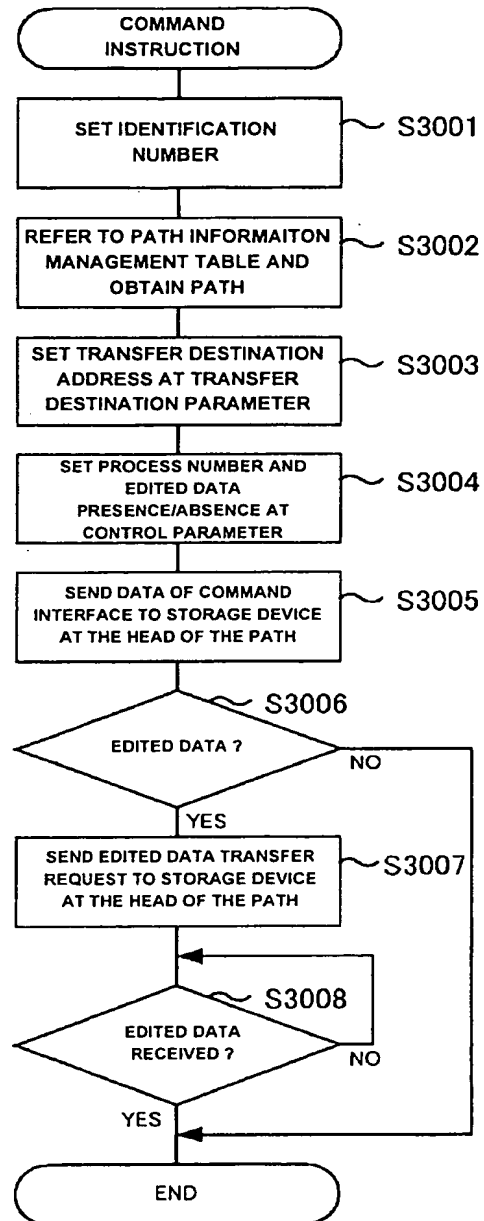 COMMAND
INSTRUCTION
SET IDENTIFICATION
NUMBER
S3001
REFER TO PATH INFORMAITON
MANAGEMENT TABLE AND
OBTAIN PATH
S3002
SET TRANSFER DESTINATION
ADDRESS AT TRANSFER
DESTINATION PARAMETER
S3003
SET PROCESS NUMBER AND
EDITED DATA
PRESENCE/ABSENCE AT
CONTROL PARAMETER
S3004
SEND DATA OF COMMAND
INTERFACE TO STORAGE DEVICE
AT THE HEAD OF THE PATH
S3005
S3006
EDITED DATA ?
NO
YES
SEND EDITED DATA TRANSFER
REQUEST TO STORAGE DEVICE
AT THE HEAD OF THE PATH
S3007
S3008
EDITED DATA
RECEIVED ?
NO
YES
END